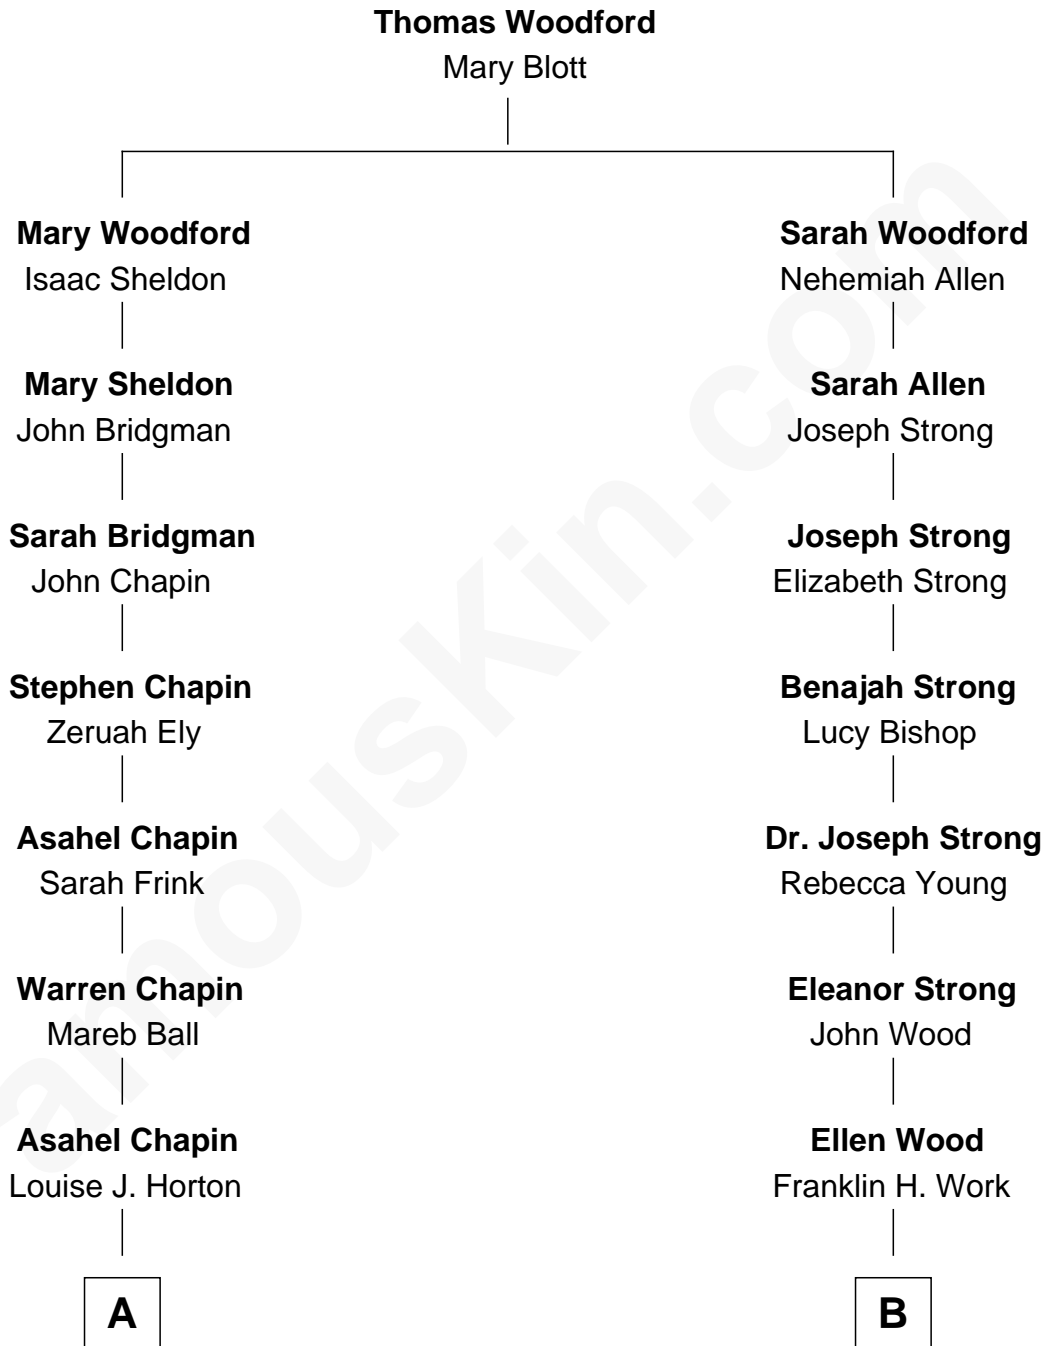 Thomas Woodford
Mary Blott
Mary Woodford
Isaac Sheldon
Sarah Woodford
Nehemiah Allen
Mary Sheldon
John Bridgman
Sarah Allen
Joseph Strong
Sarah Bridgman
John Chapin
Joseph Strong
Elizabeth Strong
Stephen Chapin
Zeruah Ely
Benajah Strong
Lucy Bishop
Asahel Chapin
Sarah Frink
Dr. Joseph Strong
Rebecca Young
Warren Chapin
Mareb Ball
Eleanor Strong
John Wood
Asahel Chapin
Louise J. Horton
Ellen Wood
Franklin H. Work
A
B
amouskin.com